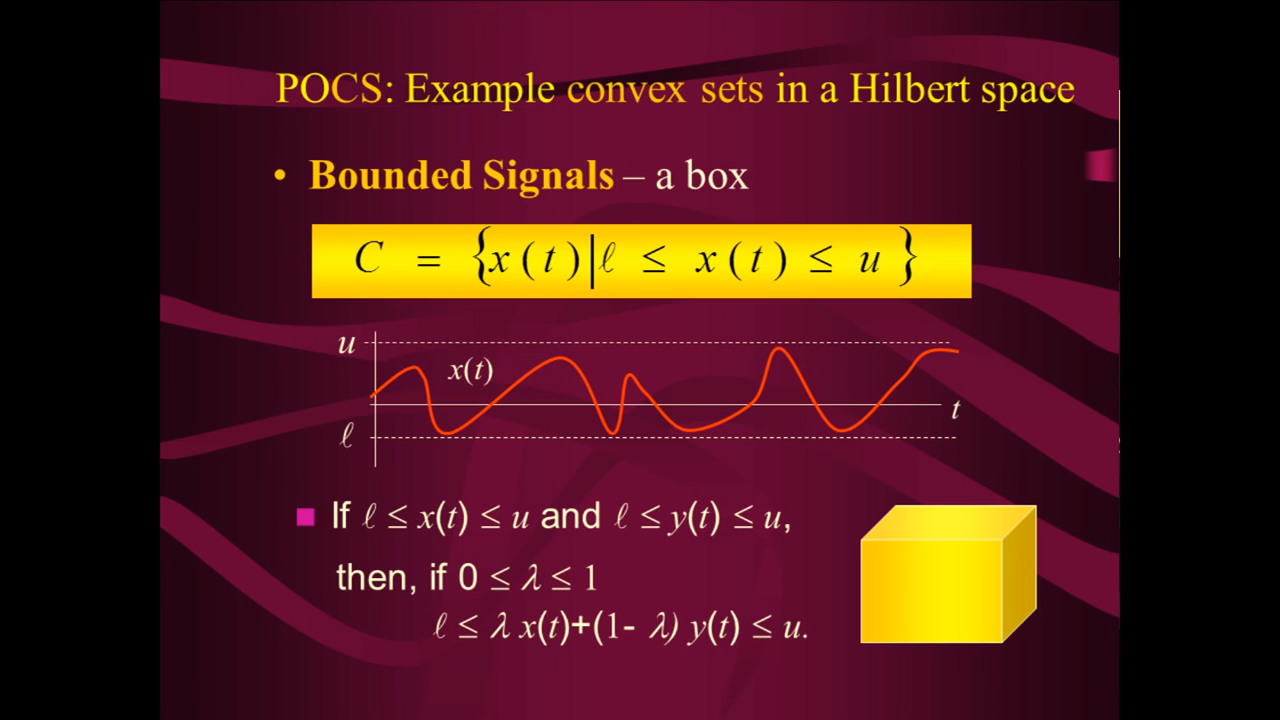 POCS: Example convex sets in a Hilbert space
• Bounded Signals – a box
C = {x(t)|ℓ ≤ x(t) ≤ u}
u
x(t)
t
ℓ
If ℓ ≤ x(t) ≤ u and ℓ ≤ y(t) ≤ u,
then, if 0 ≤ λ ≤ 1
ℓ ≤ λ x(t)+(1- λ) y(t) ≤ u.